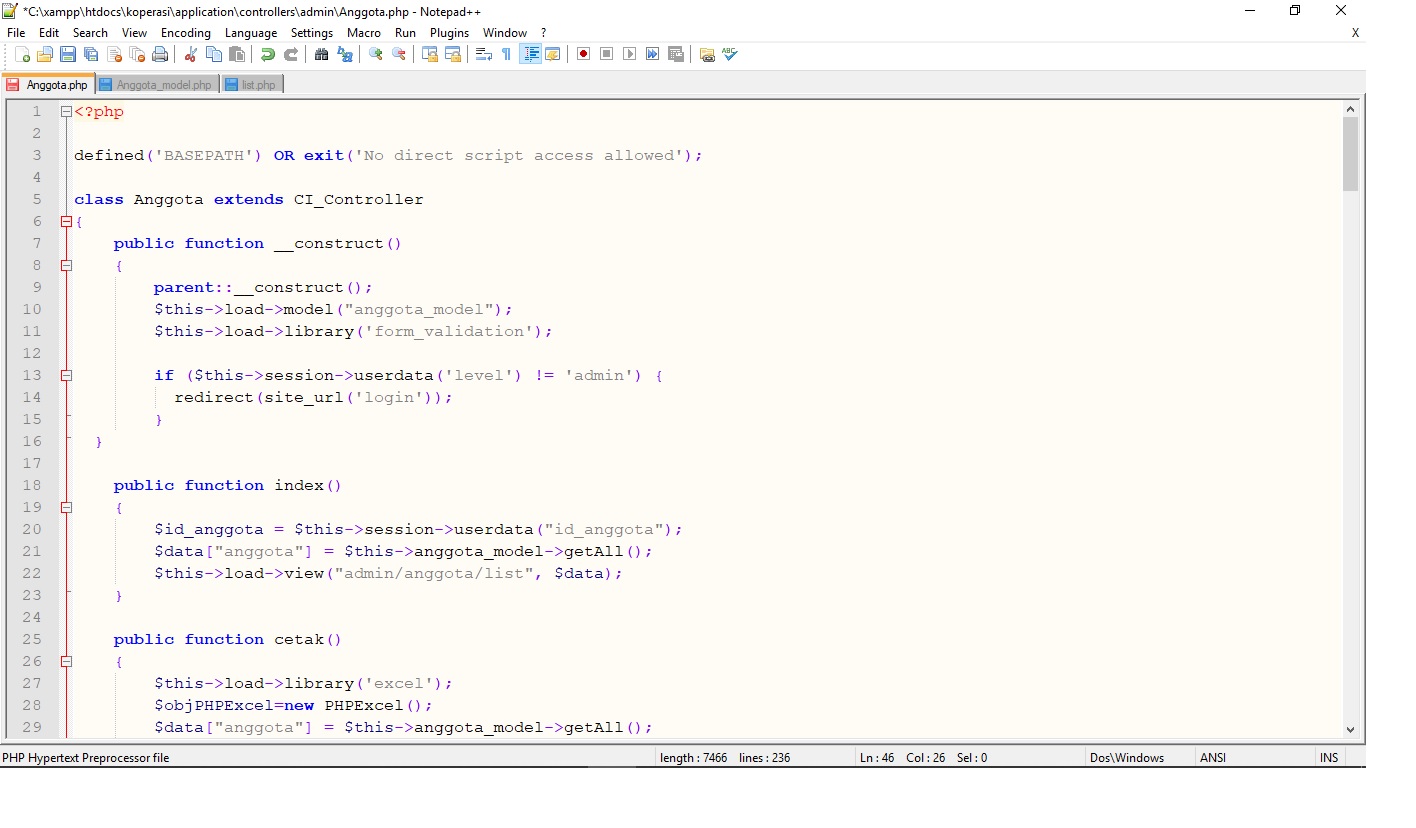 *C:\xampp\htdocs\koperasi\application\controllers\admin\Anggota.php - Notepad++
File Edit Search View Encoding Language Settings Macro Run Plugins Window ? X
Anggota.php Anggota_model.php list.php
1 <?php
2
3 defined('BASEPATH') OR exit('No direct script access allowed');
4
5 class Anggota extends CI_Controller
6 {
7 public function __construct()
8 {
9 parent::__construct();
10 $this->load->model("anggota_model");
11 $this->load->library('form_validation');
12
13 if ($this->session->userdata('level') != 'admin') {
14 redirect(site_url('login'));
15 }
16 }
17
18 public function index()
19 {
20 $id_anggota = $this->session->userdata("id_anggota");
21 $data["anggota"] = $this->anggota_model->getAll();
22 $this->load->view("admin/anggota/list", $data);
23 }
24
25 public function cetak()
26 {
27 $this->load->library('excel');
28 $objPHPExcel=new PHPExcel();
29 $data["anggota"] = $this->anggota_model->getAll();
PHP Hypertext Preprocessor file length : 7466 lines : 236 Ln : 46 Col : 26 Sel : 0 Dos\Windows ANSI INS